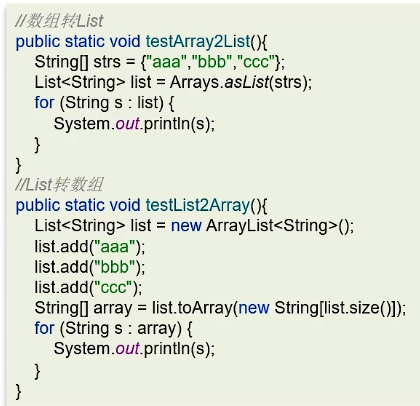 //数组转List
public static void testArray2List(){
    String[] strs = {"aaa","bbb","ccc"};
    List<String> list = Arrays.asList(strs);
    for (String s : list) {
        System.out.println(s);
    }
}
//List转数组
public static void testList2Array(){
    List<String> list = new ArrayList<String>();
    list.add("aaa");
    list.add("bbb");
    list.add("ccc");
    String[] array = list.toArray(new String[list.size()]);
    for (String s : array) {
        System.out.println(s);
    }
}